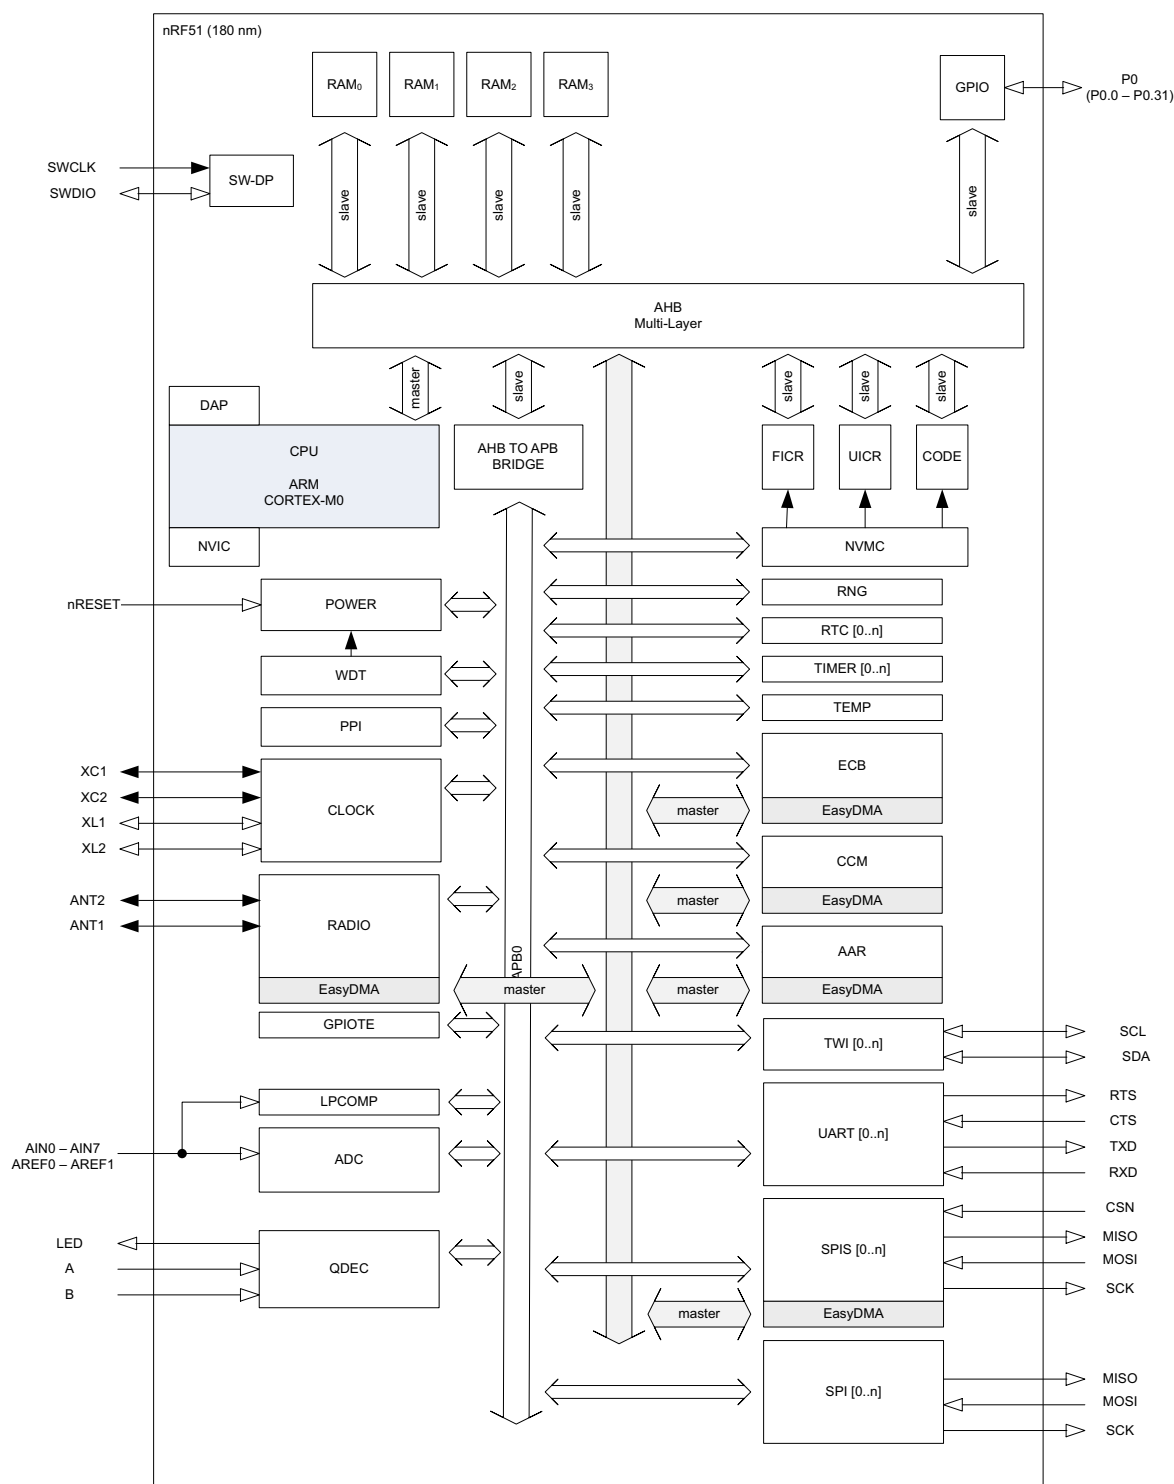 nRF51 (180 nm)
RAM0
RAM1
RAM2
RAM3
GPIO
P0
(P0.0 – P0.31)
SWCLK
SWDIO
SW-DP
slave
slave
slave
slave
slave
AHB
Multi-Layer
master
slave
slave
slave
slave
DAP
CPU
ARM
CORTEX-M0
NVIC
AHB TO APB
BRIDGE
FICR
UICR
CODE
NVMC
nRESET
POWER
RNG
RTC [0..n]
WDT
TIMER [0..n]
PPI
TEMP
XC1
XC2
XL1
XL2
CLOCK
ECB
master
EasyDMA
CCM
master
EasyDMA
ANT2
ANT1
RADIO
EasyDMA
APB0
master
AAR
master
EasyDMA
GPIOTE
TWI [0..n]
SCL
SDA
LPCOMP
AIN0 – AIN7
AREF0 – AREF1
ADC
UART [0..n]
RTS
CTS
TXD
RXD
LED
A
B
QDEC
SPIS [0..n]
CSN
MISO
MOSI
SCK
master
EasyDMA
SPI [0..n]
MISO
MOSI
SCK